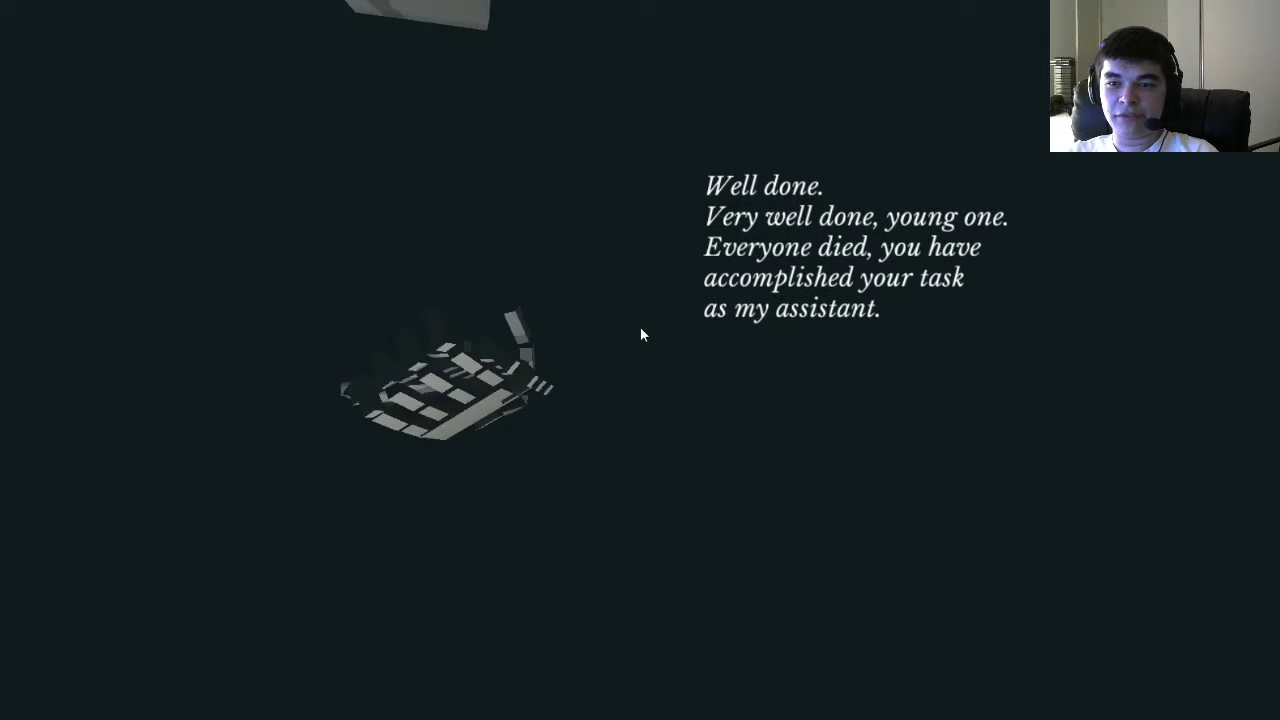 Well done.
Very well done, young one.
Everyone died, you have
accomplished your task
as my assistant.